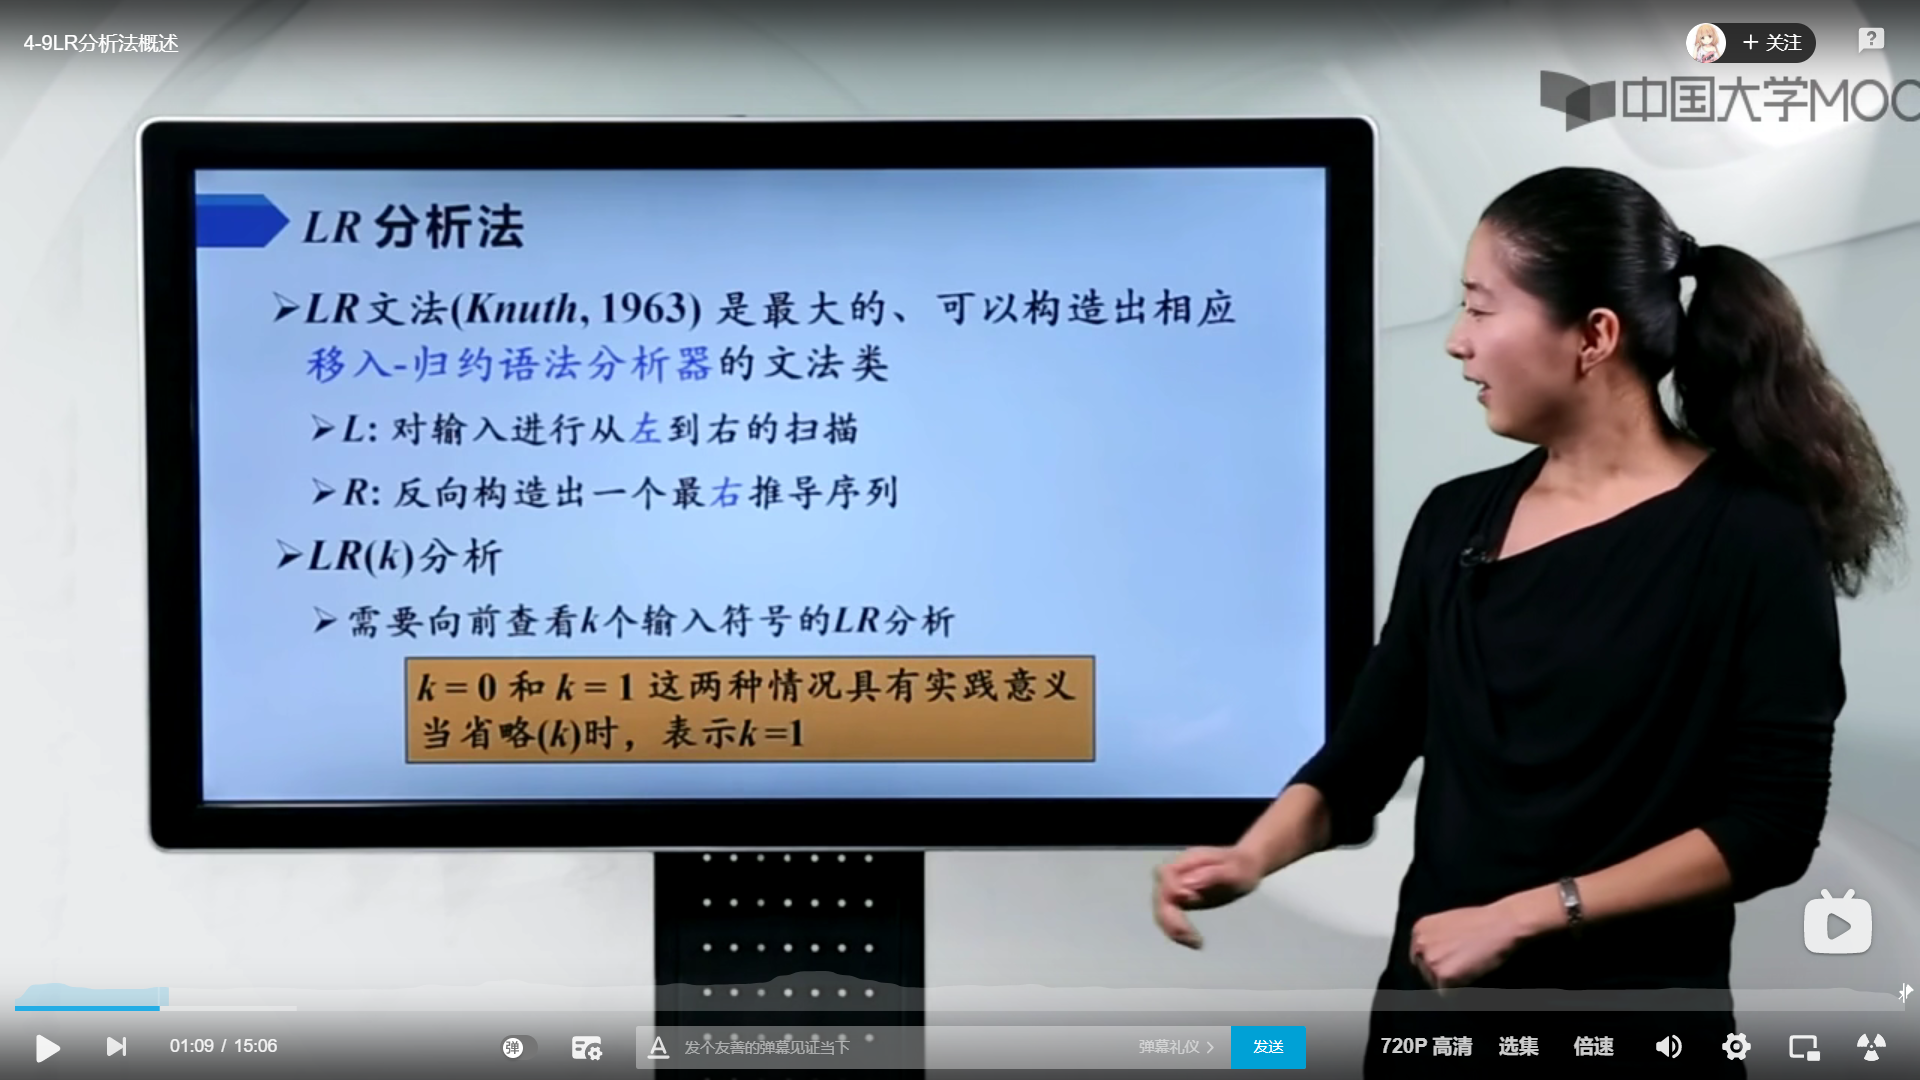 4-9LR分析法概述
+ 关注
?
中国大学MOO
LR 分析法
➢LR文法(Knuth, 1963) 是最大的、可以构造出相应
移入-归约语法分析器的文法类
➢L: 对输入进行从左到右的扫描
➢R: 反向构造出一个最右推导序列
➢LR(k)分析
➢需要向前查看k个输入符号的LR分析
k = 0 和 k = 1 这两种情况具有实践意义
当省略(k)时，表示k =1
01:09 / 15:06
弹
A 发个友善的弹幕见证当下
弹幕礼仪 >
发送
720P 高清
选集
倍速